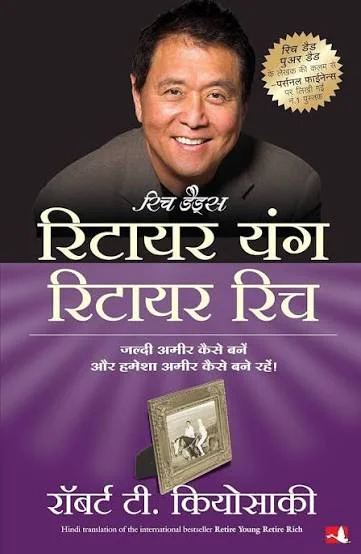 रिच डैड
पुअर डैड
के लेखक की कलम से
-पर्सनल फाईनेन्स
पर लिखी गई
नं.1 पुस्तक
रिच डैड्स
रिटायर यंग
रिटायर रिच
जल्दी अमीर कैसे बनें
और हमेशा अमीर कैसे बने रहें!
रॉबर्ट टी. कियोसाकी
Hindi translation of the international bestseller Retire Young Retire Rich